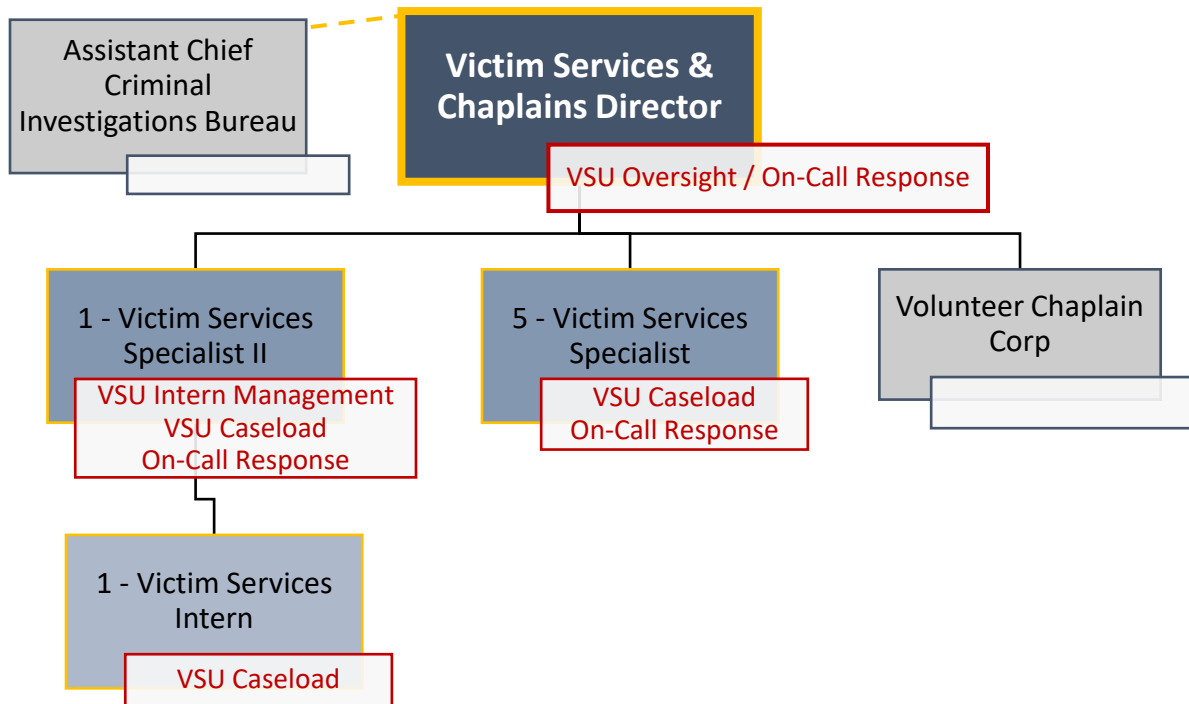 Assistant Chief
Criminal
Investigations Bureau
Victim Services &
Chaplains Director
VSU Oversight / On-Call Response
1 - Victim Services
Specialist II
VSU Intern Management
VSU Caseload
On-Call Response
5 - Victim Services
Specialist
VSU Caseload
On-Call Response
Volunteer Chaplain
Corp
1 - Victim Services
Intern
VSU Caseload